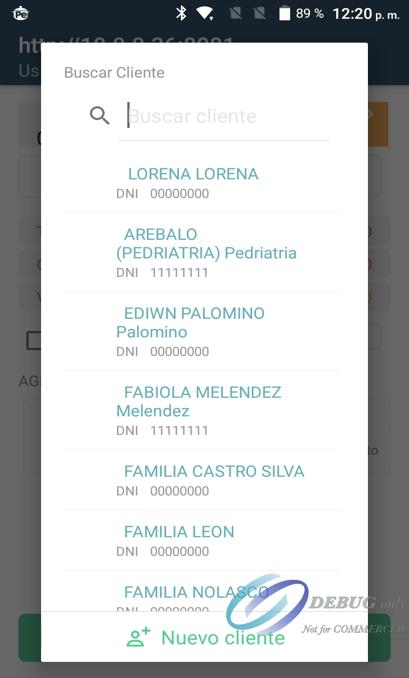 89 % 12:20 p. m.
Us
Buscar Cliente
Buscar cliente
LORENA LORENA
DNI 00000000
AREBALO
(PEDRIATRIA) Pedriatria
DNI 11111111
EDIWN PALOMINO
Palomino
DNI 00000000
FABIOLA MELENDEZ
Melendez
DNI 11111111
FAMILIA CASTRO SILVA
DNI 00000000
FAMILIA LEON
DNI 00000000
FAMILIA NOLASCO
DNI 00000000
Nuevo cliente
DEBUG only
Not for COMMERCIAL